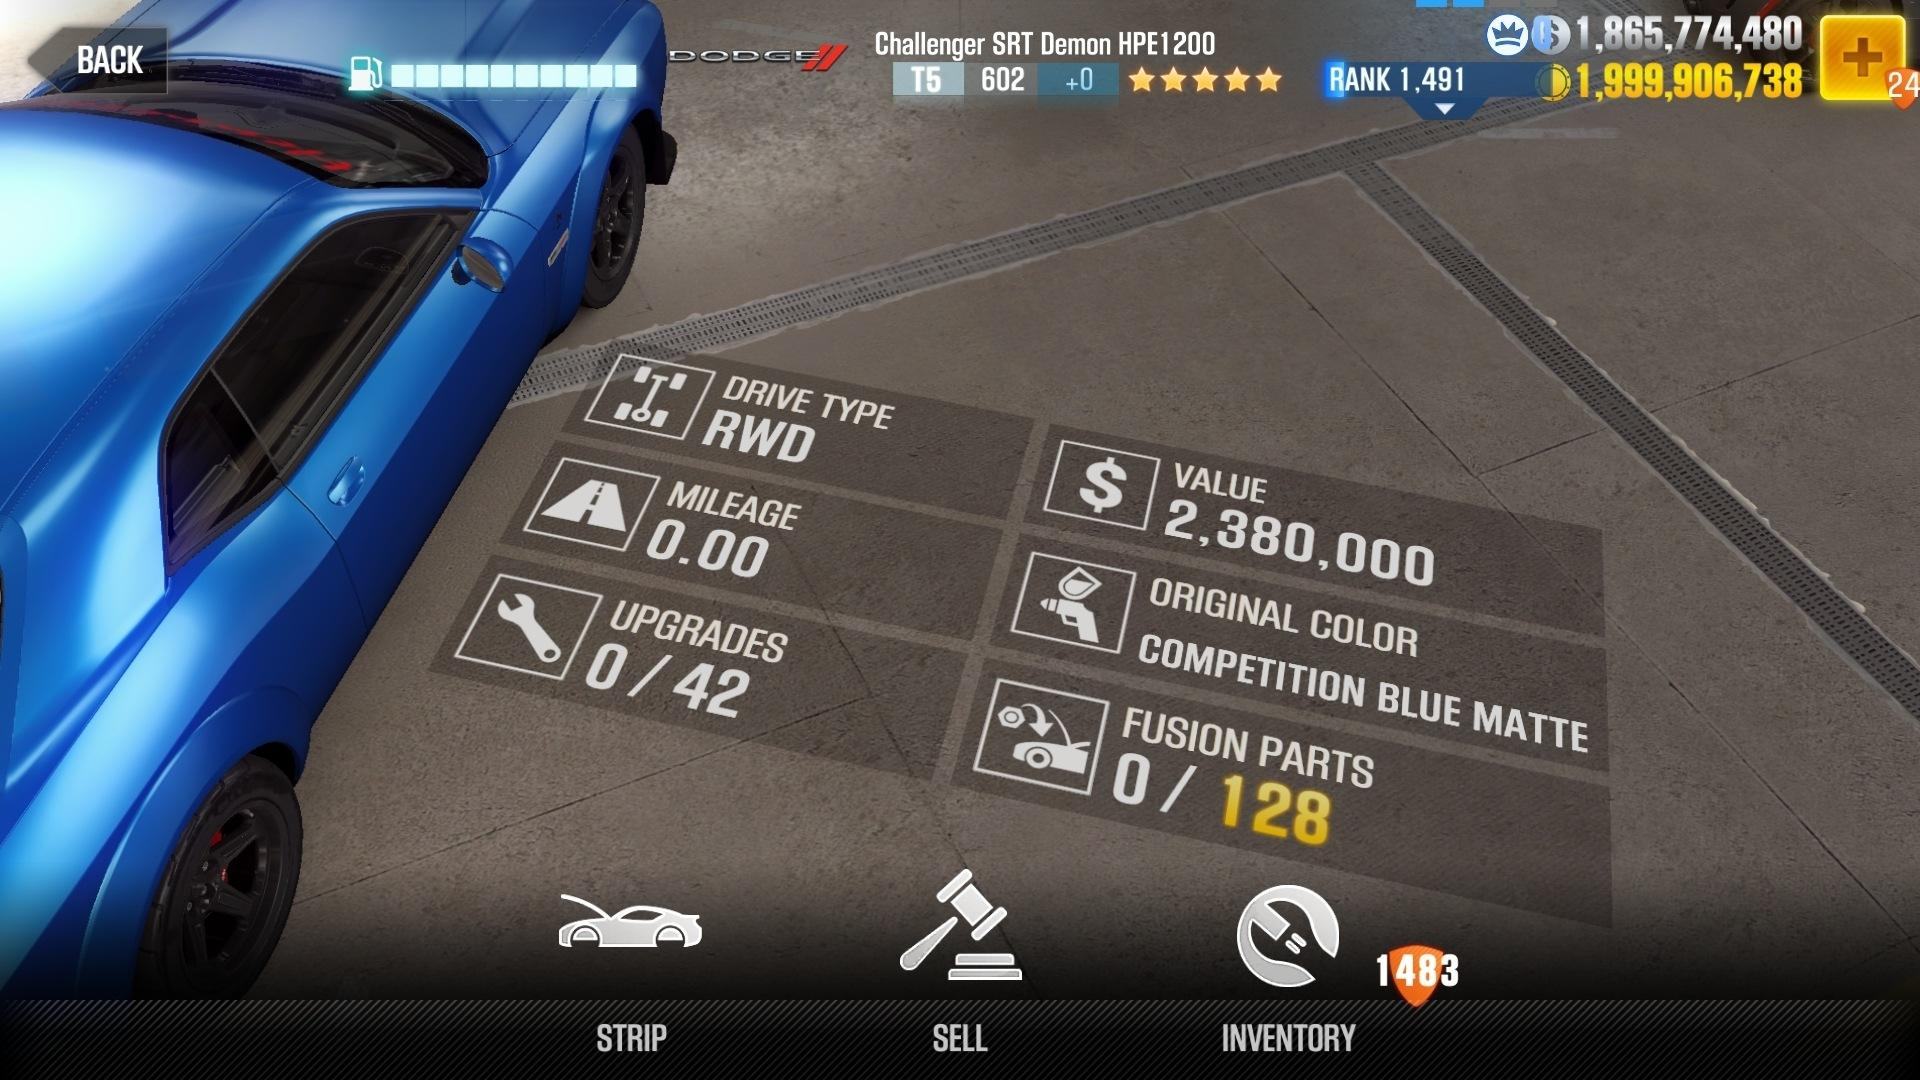 BACK
DODGE
Challenger SRT Demon HPE1200
T5 602 +0
RANK 1,491
1,865,774,480
1,999,906,738
24
DRIVE TYPE
RWD
MILEAGE
0.00
UPGRADES
0 / 42
VALUE
2,380,000
ORIGINAL COLOR
COMPETITION BLUE MATTE
FUSION PARTS
0 / 128
1483
STRIP
SELL
INVENTORY